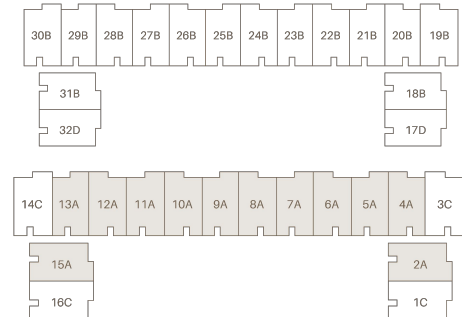 30B 29B 28B 27B 26B 25B 24B 23B 22B 21B 20B 19B
31B 18B
32D 17D
14C 13A 12A 11A 10A 9A 8A 7A 6A 5A 4A 3C
15A 2A
16C 1C